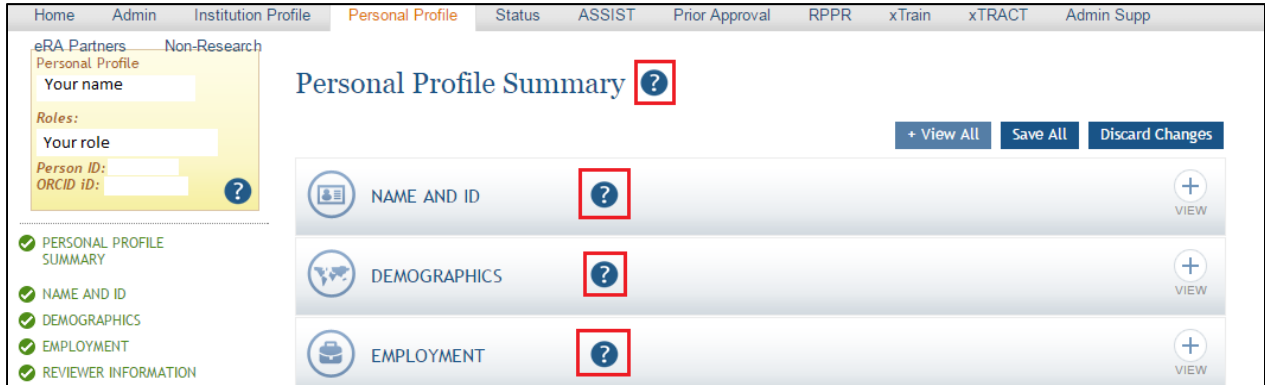 Home Admin Institution Profile Personal Profile Status ASSIST Prior Approval RPPR xTrain xTRACT Admin Supp
eRA Partners Non-Research
Personal Profile
Your name
Roles:
Your role
Person ID:
ORCID iD:
?
PERSONAL PROFILE
SUMMARY
NAME AND ID
DEMOGRAPHICS
EMPLOYMENT
REVIEWER INFORMATION
Personal Profile Summary ?
+ View All Save All Discard Changes
NAME AND ID ? + VIEW
DEMOGRAPHICS ? + VIEW
EMPLOYMENT ? + VIEW